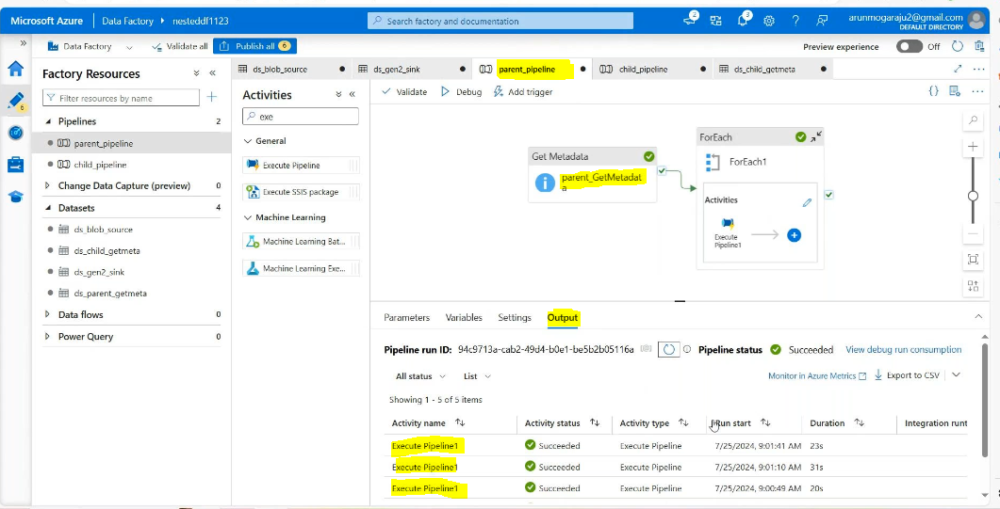 Microsoft Azure
Data Factory
nesteddf1123
Search factory and documentation
2
3
arunmogaraju2@gmail.com
DEFAULT DIRECTORY
Data Factory
Validate all
Publish all 6
Preview experience Off
Factory Resources
Filter resources by name
Pipelines 2
parent_pipeline
child_pipeline
Change Data Capture (preview) 0
Datasets 4
ds_blob_source
ds_child_getmeta
ds_gen2_sink
ds_parent_getmeta
Data flows 0
Power Query 0
6
ds_blob_source
ds_gen2_sink
parent_pipeline
child_pipeline
ds_child_getmeta
Activities
exe
General
Execute Pipeline
Execute SSIS package
Machine Learning
Machine Learning Bat...
Machine Learning Exe...
Validate
Debug
Add trigger
Get Metadata
parent_GetMetadat
a
ForEach
ForEach1
Activities
Execute
Pipeline1
Parameters
Variables
Settings
Output
Pipeline run ID: 94c9713a-cab2-49d4-b0e1-be5b2b05116a
Pipeline status Succeeded
View debug run consumption
All status
List
Monitor in Azure Metrics
Export to CSV
Showing 1 - 5 of 5 items
Activity name Activity status Activity type Run start Duration Integration runt
Execute Pipeline1 Succeeded Execute Pipeline 7/25/2024, 9:01:41 AM 23s
Execute Pipeline1 Succeeded Execute Pipeline 7/25/2024, 9:01:10 AM 31s
Execute Pipeline1 Succeeded Execute Pipeline 7/25/2024, 9:00:49 AM 20s